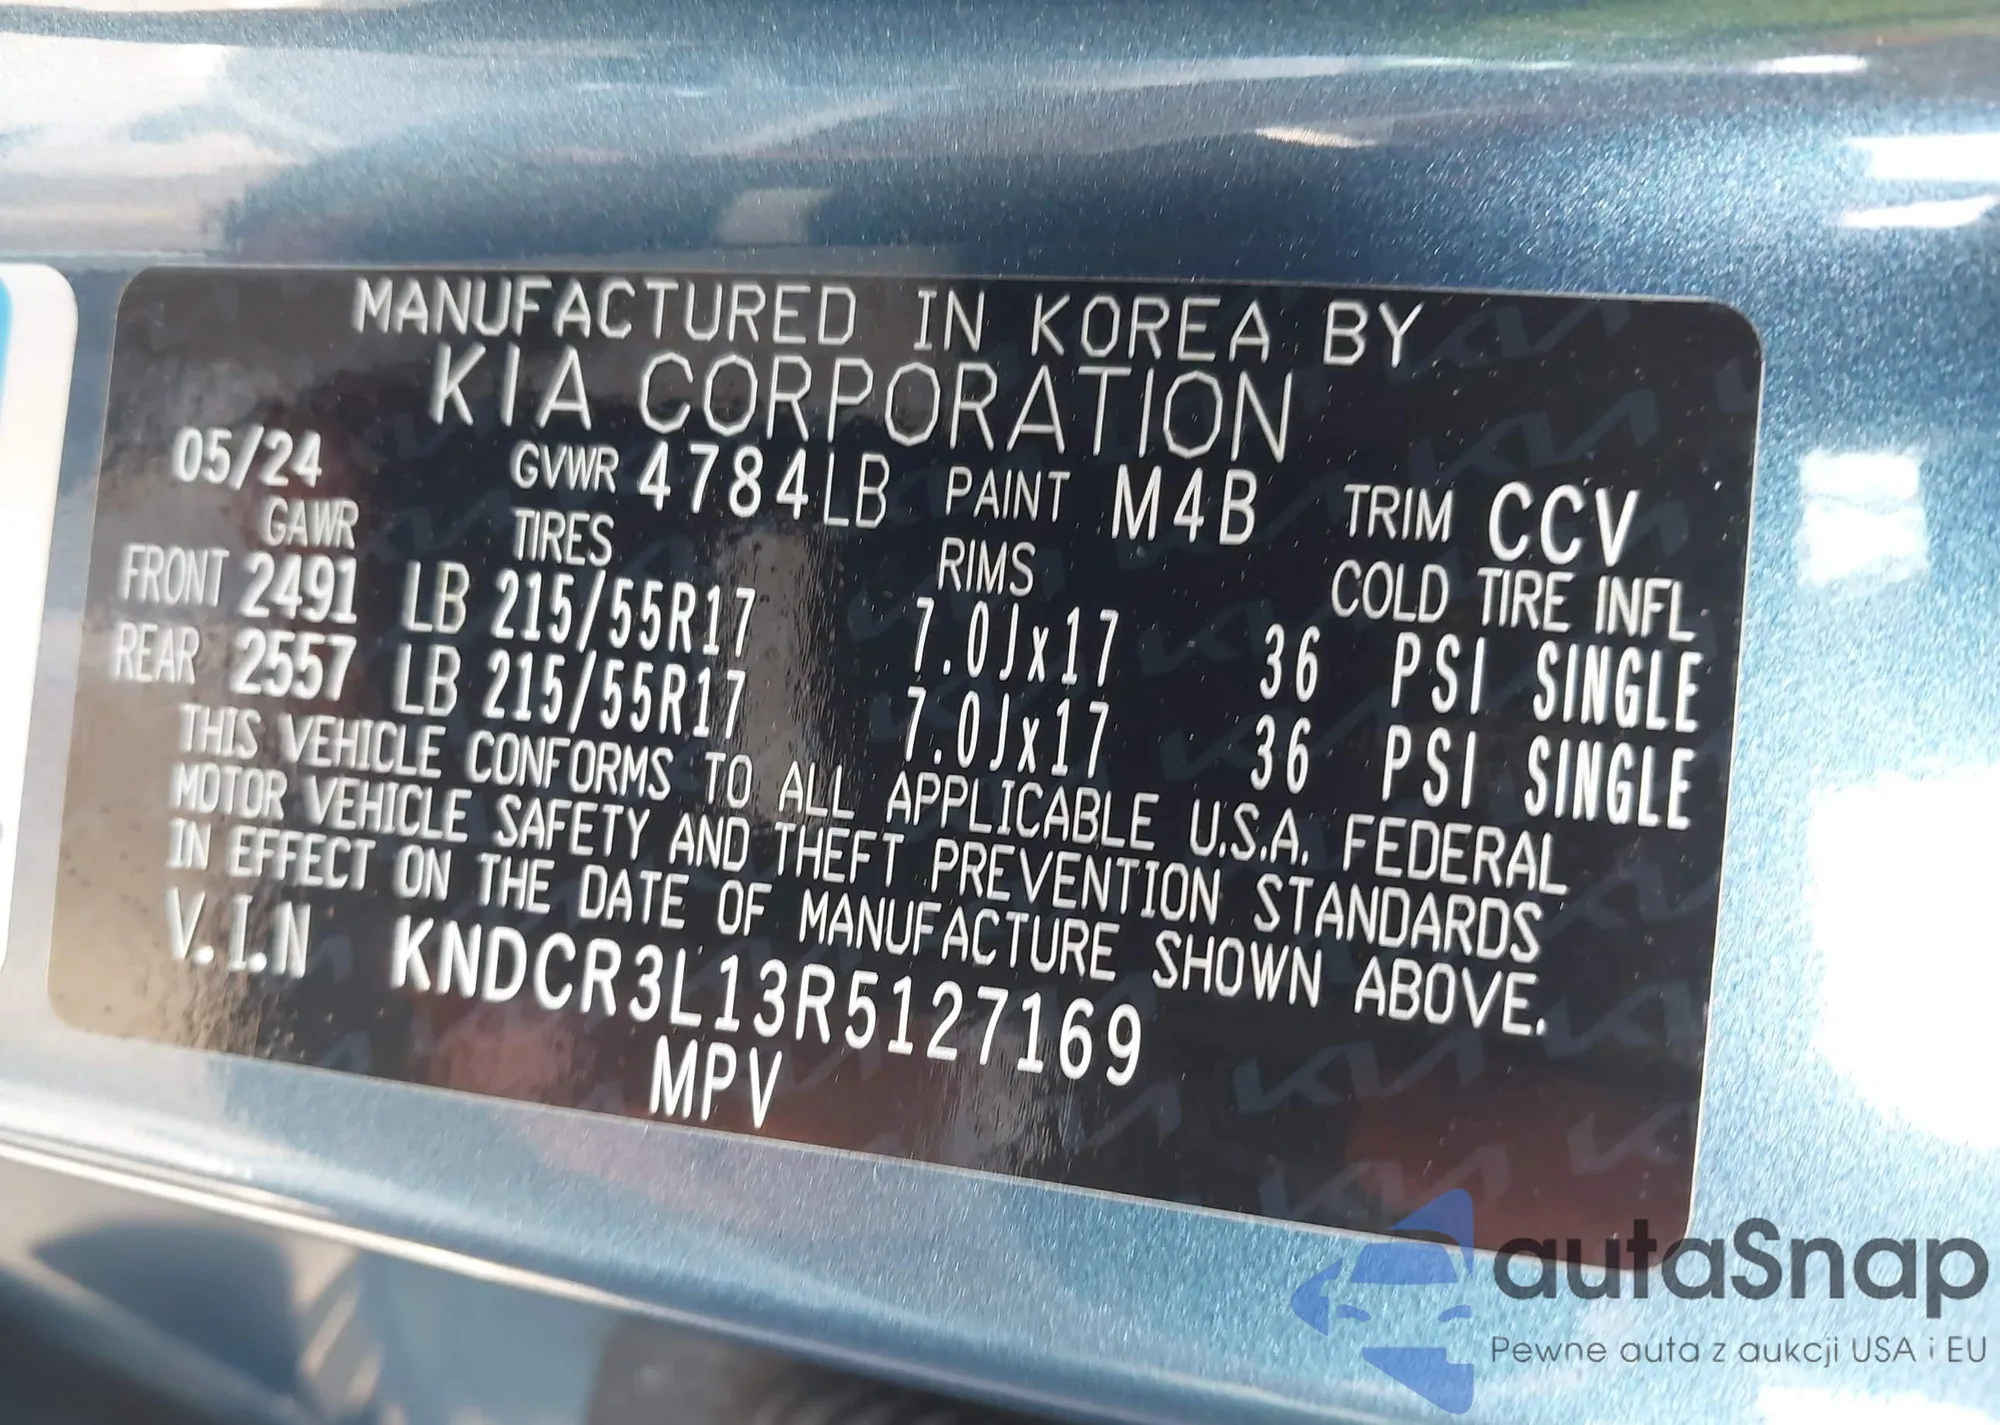 MANUFACTURED IN KOREA BY
KIA CORPORATION
05/24 GVWR 4784LB PAINT M4B TRIM CCV
GAWR TIRES RIMS COLD TIRE INFL
FRONT 2491 LB 215/55R17 7.0Jx17 36 PSI SINGLE
REAR 2557 LB 215/55R17 7.0Jx17 36 PSI SINGLE
THIS VEHICLE CONFORMS TO ALL APPLICABLE U.S.A. FEDERAL
MOTOR VEHICLE SAFETY AND THEFT PREVENTION STANDARDS
IN EFFECT ON THE DATE OF MANUFACTURE SHOWN ABOVE.
V.I.N KNDCR3L13R5127169
MPV
autaSnap
Pewne auta z aukcji USA i EU